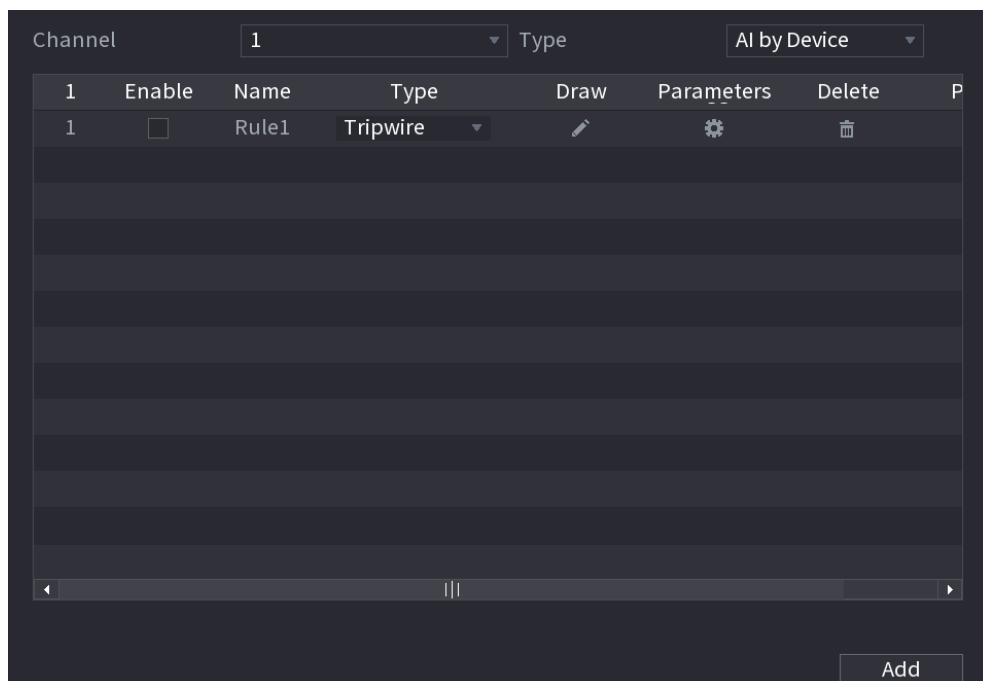 Channel 1 Type AI by Device
1 Enable Name Type Draw Parameters Delete P
1 Rule1 Tripwire
Add